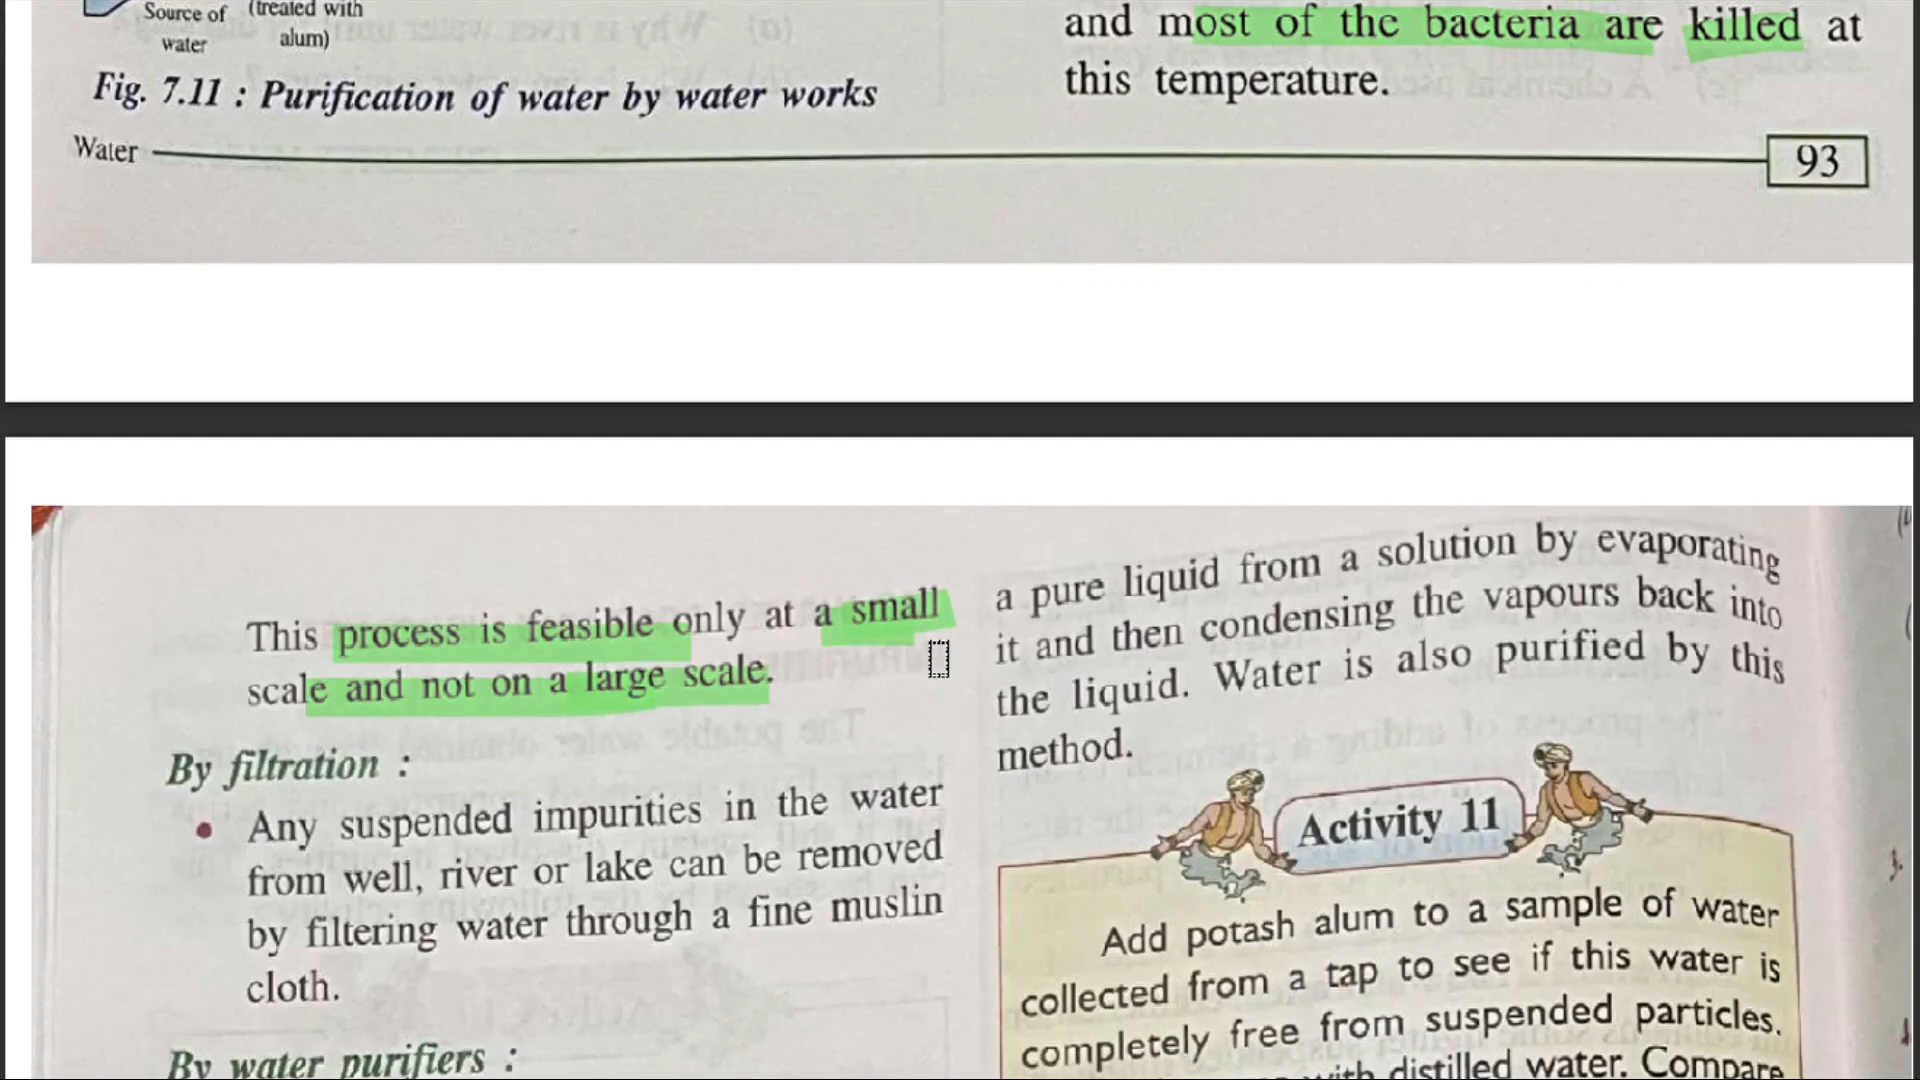 Source of
water
(treated with
alum)
Fig. 7.11 : Purification of water by water works
and most of the bacteria are killed at
this temperature.
Water
93
This process is feasible only at a small
scale and not on a large scale.
By filtration :
• Any suspended impurities in the water
from well, river or lake can be removed
by filtering water through a fine muslin
cloth.
By water purifiers :
a pure liquid from a solution by evaporating
it and then condensing the vapours back into
the liquid. Water is also purified by this
method.
Activity 11
Add potash alum to a sample of water
collected from a tap to see if this water is
completely free from suspended particles.
with distilled water. Compare